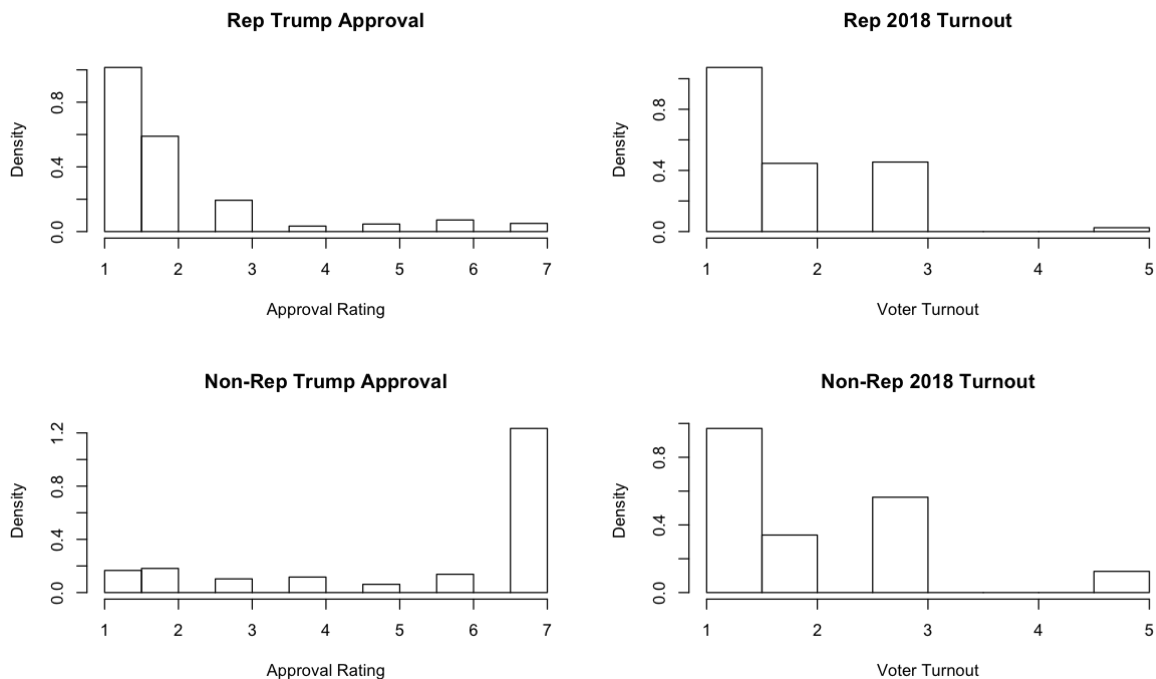 Rep Trump Approval
Density
0.0 0.4 0.8
1 2 3 4 5 6 7
Approval Rating
Rep 2018 Turnout
Density
0.0 0.4 0.8
1 2 3 4 5
Voter Turnout
Non-Rep Trump Approval
Density
0.0 0.4 0.8 1.2
1 2 3 4 5 6 7
Approval Rating
Non-Rep 2018 Turnout
Density
0.0 0.4 0.8
1 2 3 4 5
Voter Turnout